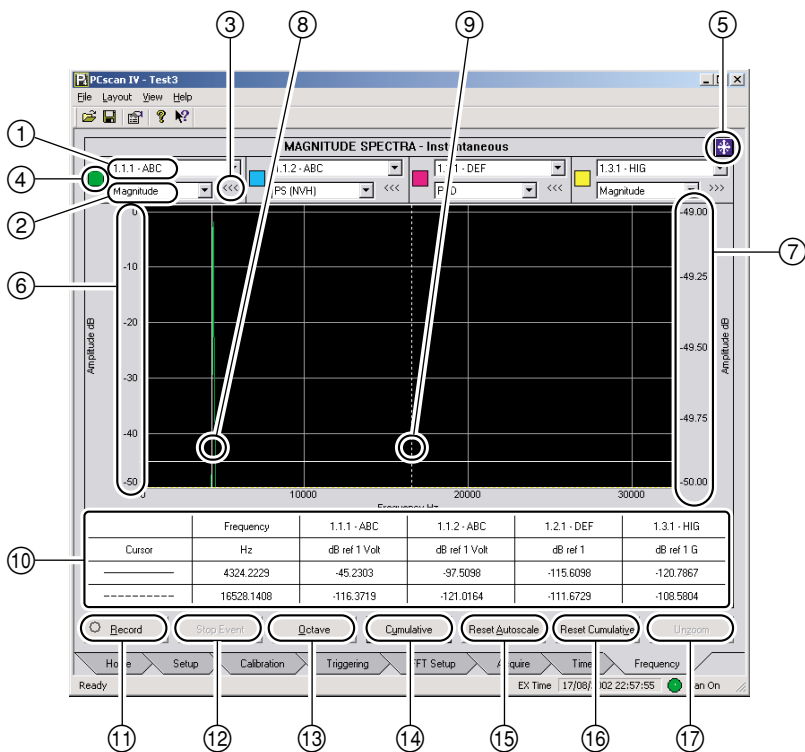 ③ ⑧ ⑨ ⑤
PCscan IV - Test3
File Layout View Help
① ④ ② ⑥ ⑦ ⑩
MAGNITUDE SPECTRA - Instantaneous
1.1.1 - ABC 1.1.2 - ABC 1.3.1 - HIG
Magnitude <<< PS (NVH) <<< <<< Magnitude >>>
0 -49.00
-10 -49.25
-20 -49.50
-30
-40 -49.75
-50 -50.00
Amplitude dB
Amplitude dB
0 10000 20000 30000
Frequency Hz
Frequency 1.1.1 - ABC 1.1.2 - ABC 1.2.1 - DEF 1.3.1 - HIG
Cursor Hz dB ref 1 Volt dB ref 1 Volt dB ref 1 dB ref 1 G
4324.2229 -45.2303 -97.5098 -115.6098 -120.7867
16528.1408 -116.3719 -121.0164 -111.6729 -108.5804
Record Stop Event Octave Cumulative Reset Autoscale Reset Cumulative Unzoom
Setup Calibration Triggering Setup Frequency
Ready EX Time 17/08/2002 22:57:55 On
⑪ ⑫ ⑬ ⑭ ⑮ ⑯ ⑰